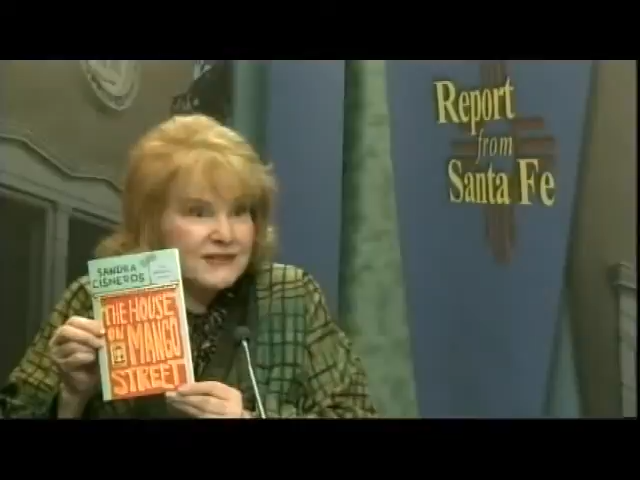 Report
from
Santa Fe
SANDRA
CISNEROS
THE HOUSE
ON
MANGO
STREET